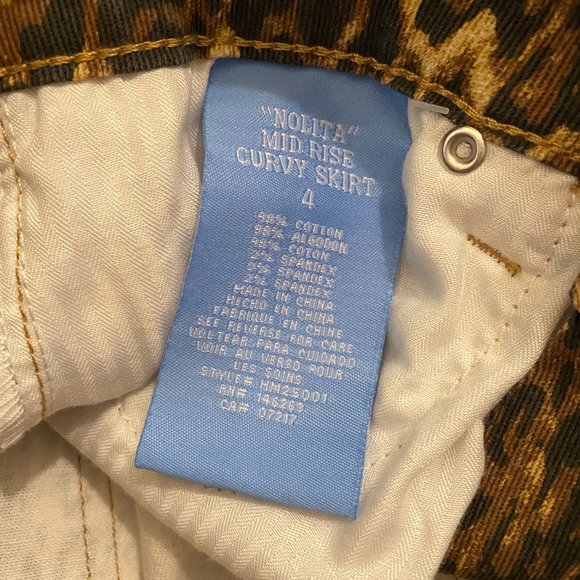 "NOLITA"
MID RISE
CURVY SKIRT
4
98% COTTON
98% ALGODON
98% COTON
2% SPANDEX
2% SPANDEX
2% SPANDEX
MADE IN CHINA
HECHO EN CHINA
FABRIQUE EN CHINE
SEE REVERSE FOR CARE
VOLTEAR PARA CUIDADO
VOIR AU VERSO POUR
LES SOINS
STYLE# HM25001
RN# 146269
CA# 07217